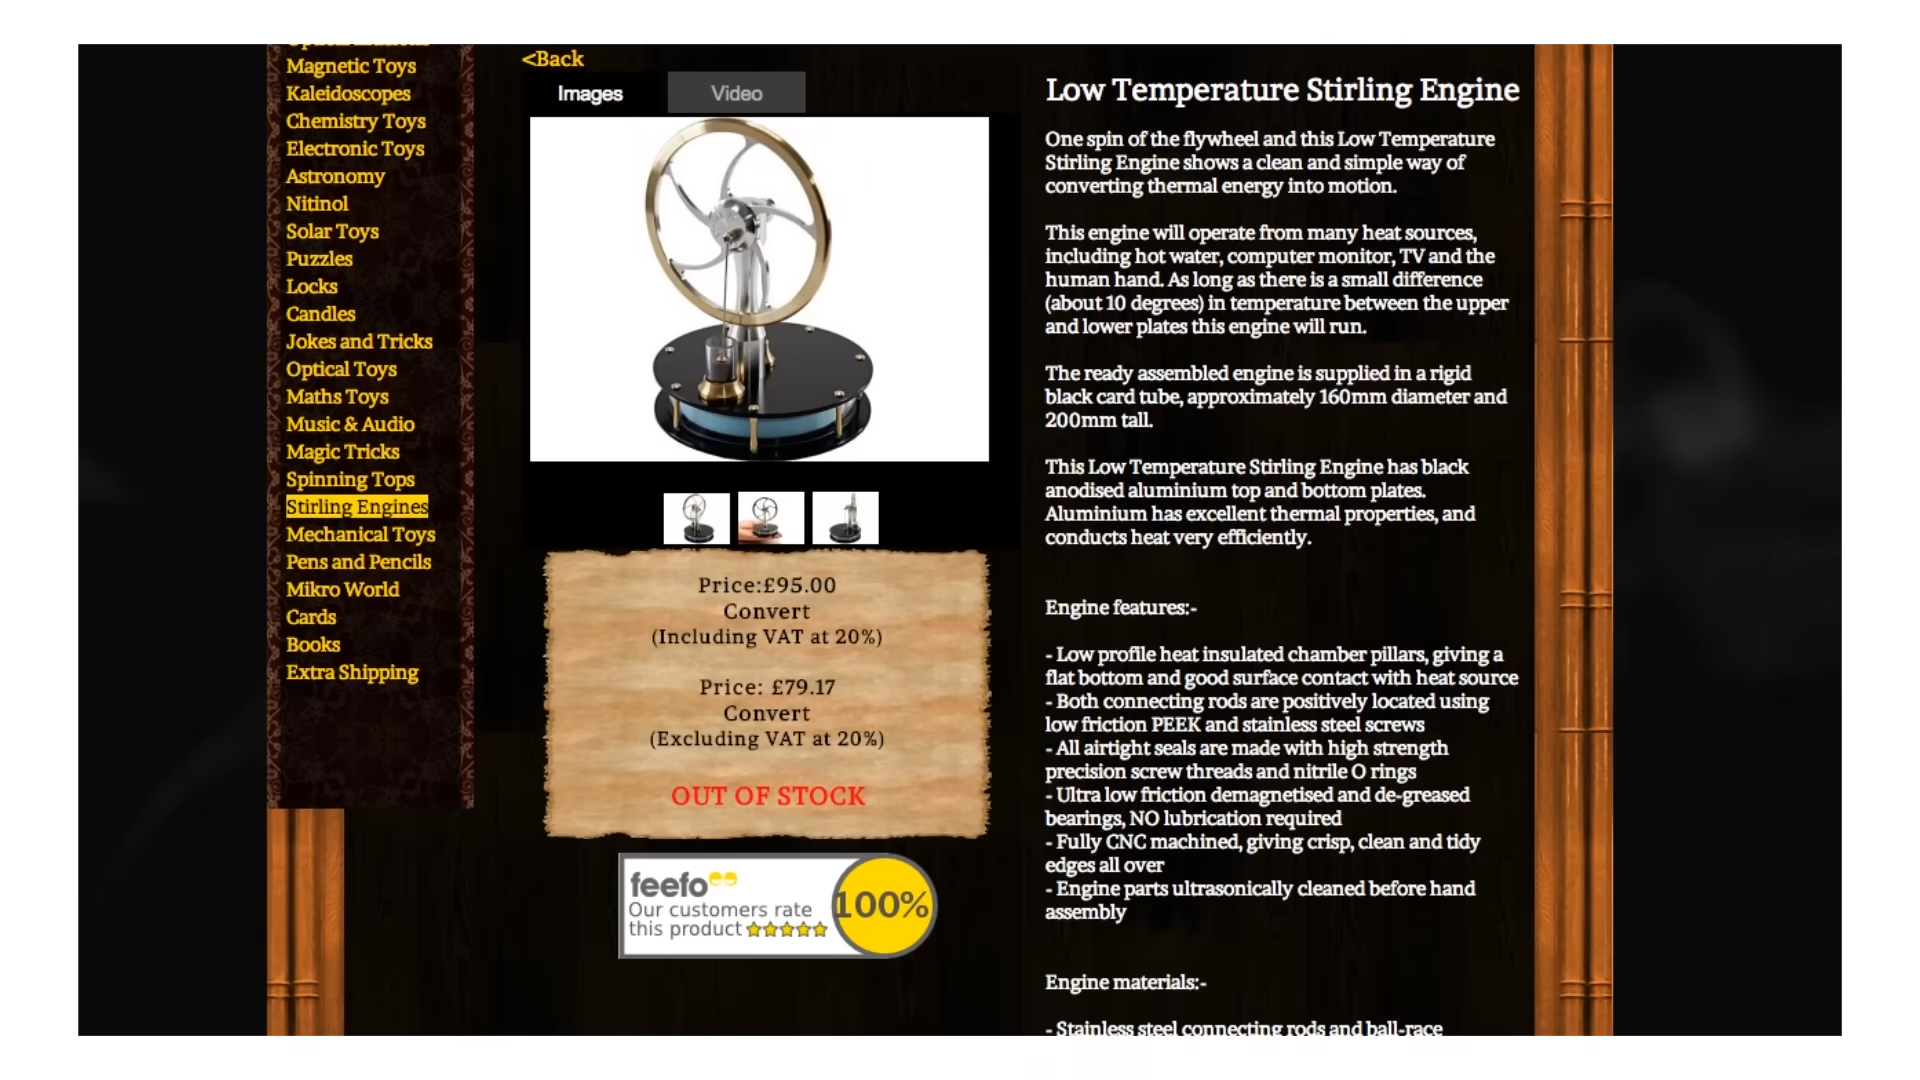 Magnetic Toys
Kaleidoscopes
Chemistry Toys
Electronic Toys
Astronomy
Nitinol
Solar Toys
Puzzles
Locks
Candles
Jokes and Tricks
Optical Toys
Maths Toys
Music & Audio
Magic Tricks
Spinning Tops
Stirling Engines
Mechanical Toys
Pens and Pencils
Mikro World
Cards
Books
Extra Shipping
<Back
Images
Video
Price:£95.00
Convert
(Including VAT at 20%)
Price: £79.17
Convert
(Excluding VAT at 20%)
OUT OF STOCK
feefo
Our customers rate
this product
100%
Low Temperature Stirling Engine
One spin of the flywheel and this Low Temperature
Stirling Engine shows a clean and simple way of
converting thermal energy into motion.
This engine will operate from many heat sources,
including hot water, computer monitor, TV and the
human hand. As long as there is a small difference
(about 10 degrees) in temperature between the upper
and lower plates this engine will run.
The ready assembled engine is supplied in a rigid
black card tube, approximately 160mm diameter and
200mm tall.
This Low Temperature Stirling Engine has black
anodised aluminium top and bottom plates.
Aluminium has excellent thermal properties, and
conducts heat very efficiently.
Engine features:-
- Low profile heat insulated chamber pillars, giving a
flat bottom and good surface contact with heat source
- Both connecting rods are positively located using
low friction PEEK and stainless steel screws
- All airtight seals are made with high strength
precision screw threads and nitrile O rings
- Ultra low friction demagnetised and de-greased
bearings, NO lubrication required
- Fully CNC machined, giving crisp, clean and tidy
edges all over
- Engine parts ultrasonically cleaned before hand
assembly
Engine materials:-
- Stainless steel connecting rods and ball-race